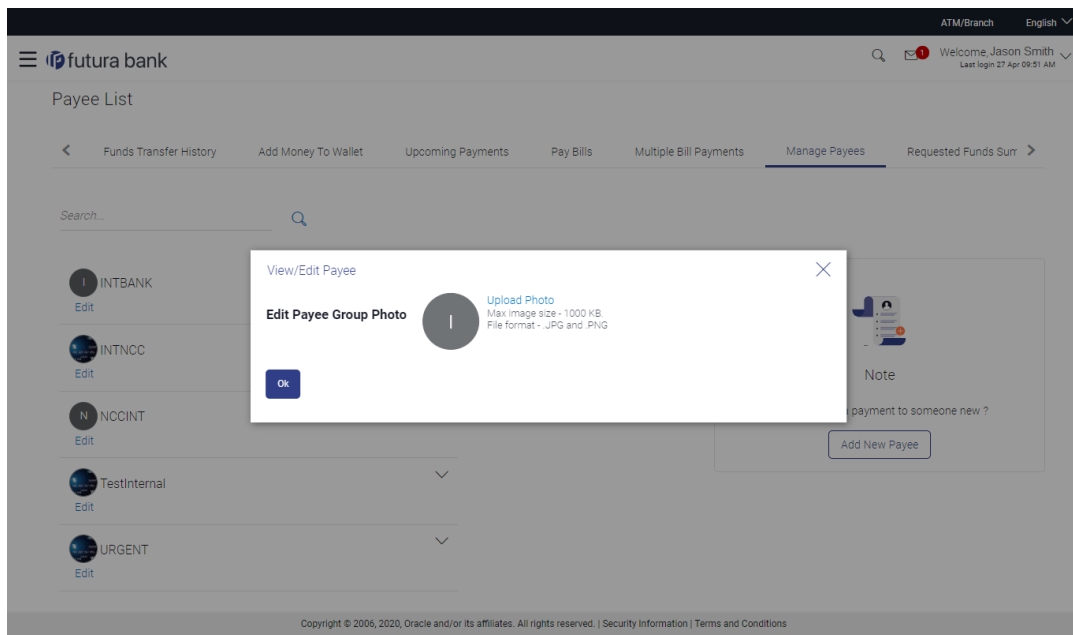 ATM/Branch English
futura bank
1
Welcome, Jason Smith
Last login 27 Apr 09:51 AM
Payee List
Funds Transfer History Add Money To Wallet Upcoming Payments Pay Bills Multiple Bill Payments Manage Payees Requested Funds Sum
Search...
I INTBANK
Edit
INTNCC
Edit
N NCCINT
Edit
TestInternal
Edit
URGENT
Edit
View/Edit Payee
Edit Payee Group Photo
I
Upload Photo
Max image size - 1000 KB.
File format - .JPG and .PNG
Ok
Note
payment to someone new ?
Add New Payee
Copyright © 2006, 2020, Oracle and/or its affiliates. All rights reserved. | Security Information | Terms and Conditions